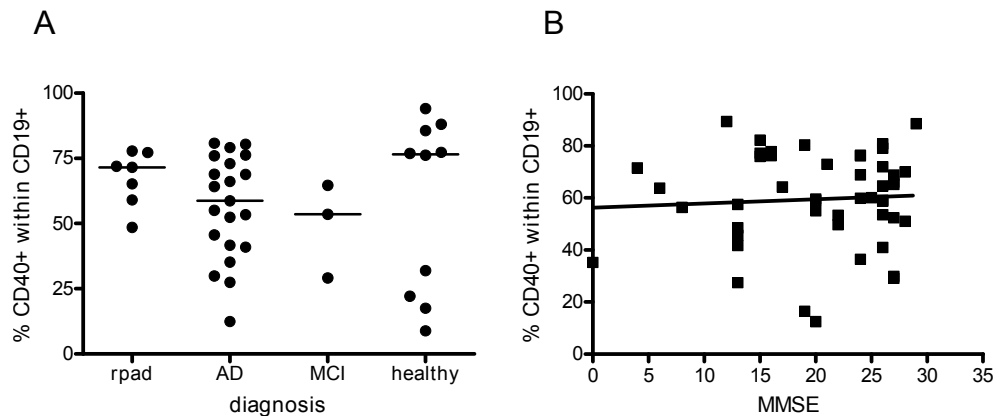 A
B
% CD40+ within CD19+
100
75
50
25
0
rpad AD MCI healthy
diagnosis
% CD40+ within CD19+
100
80
60
40
20
0
0 5 10 15 20 25 30 35
MMSE